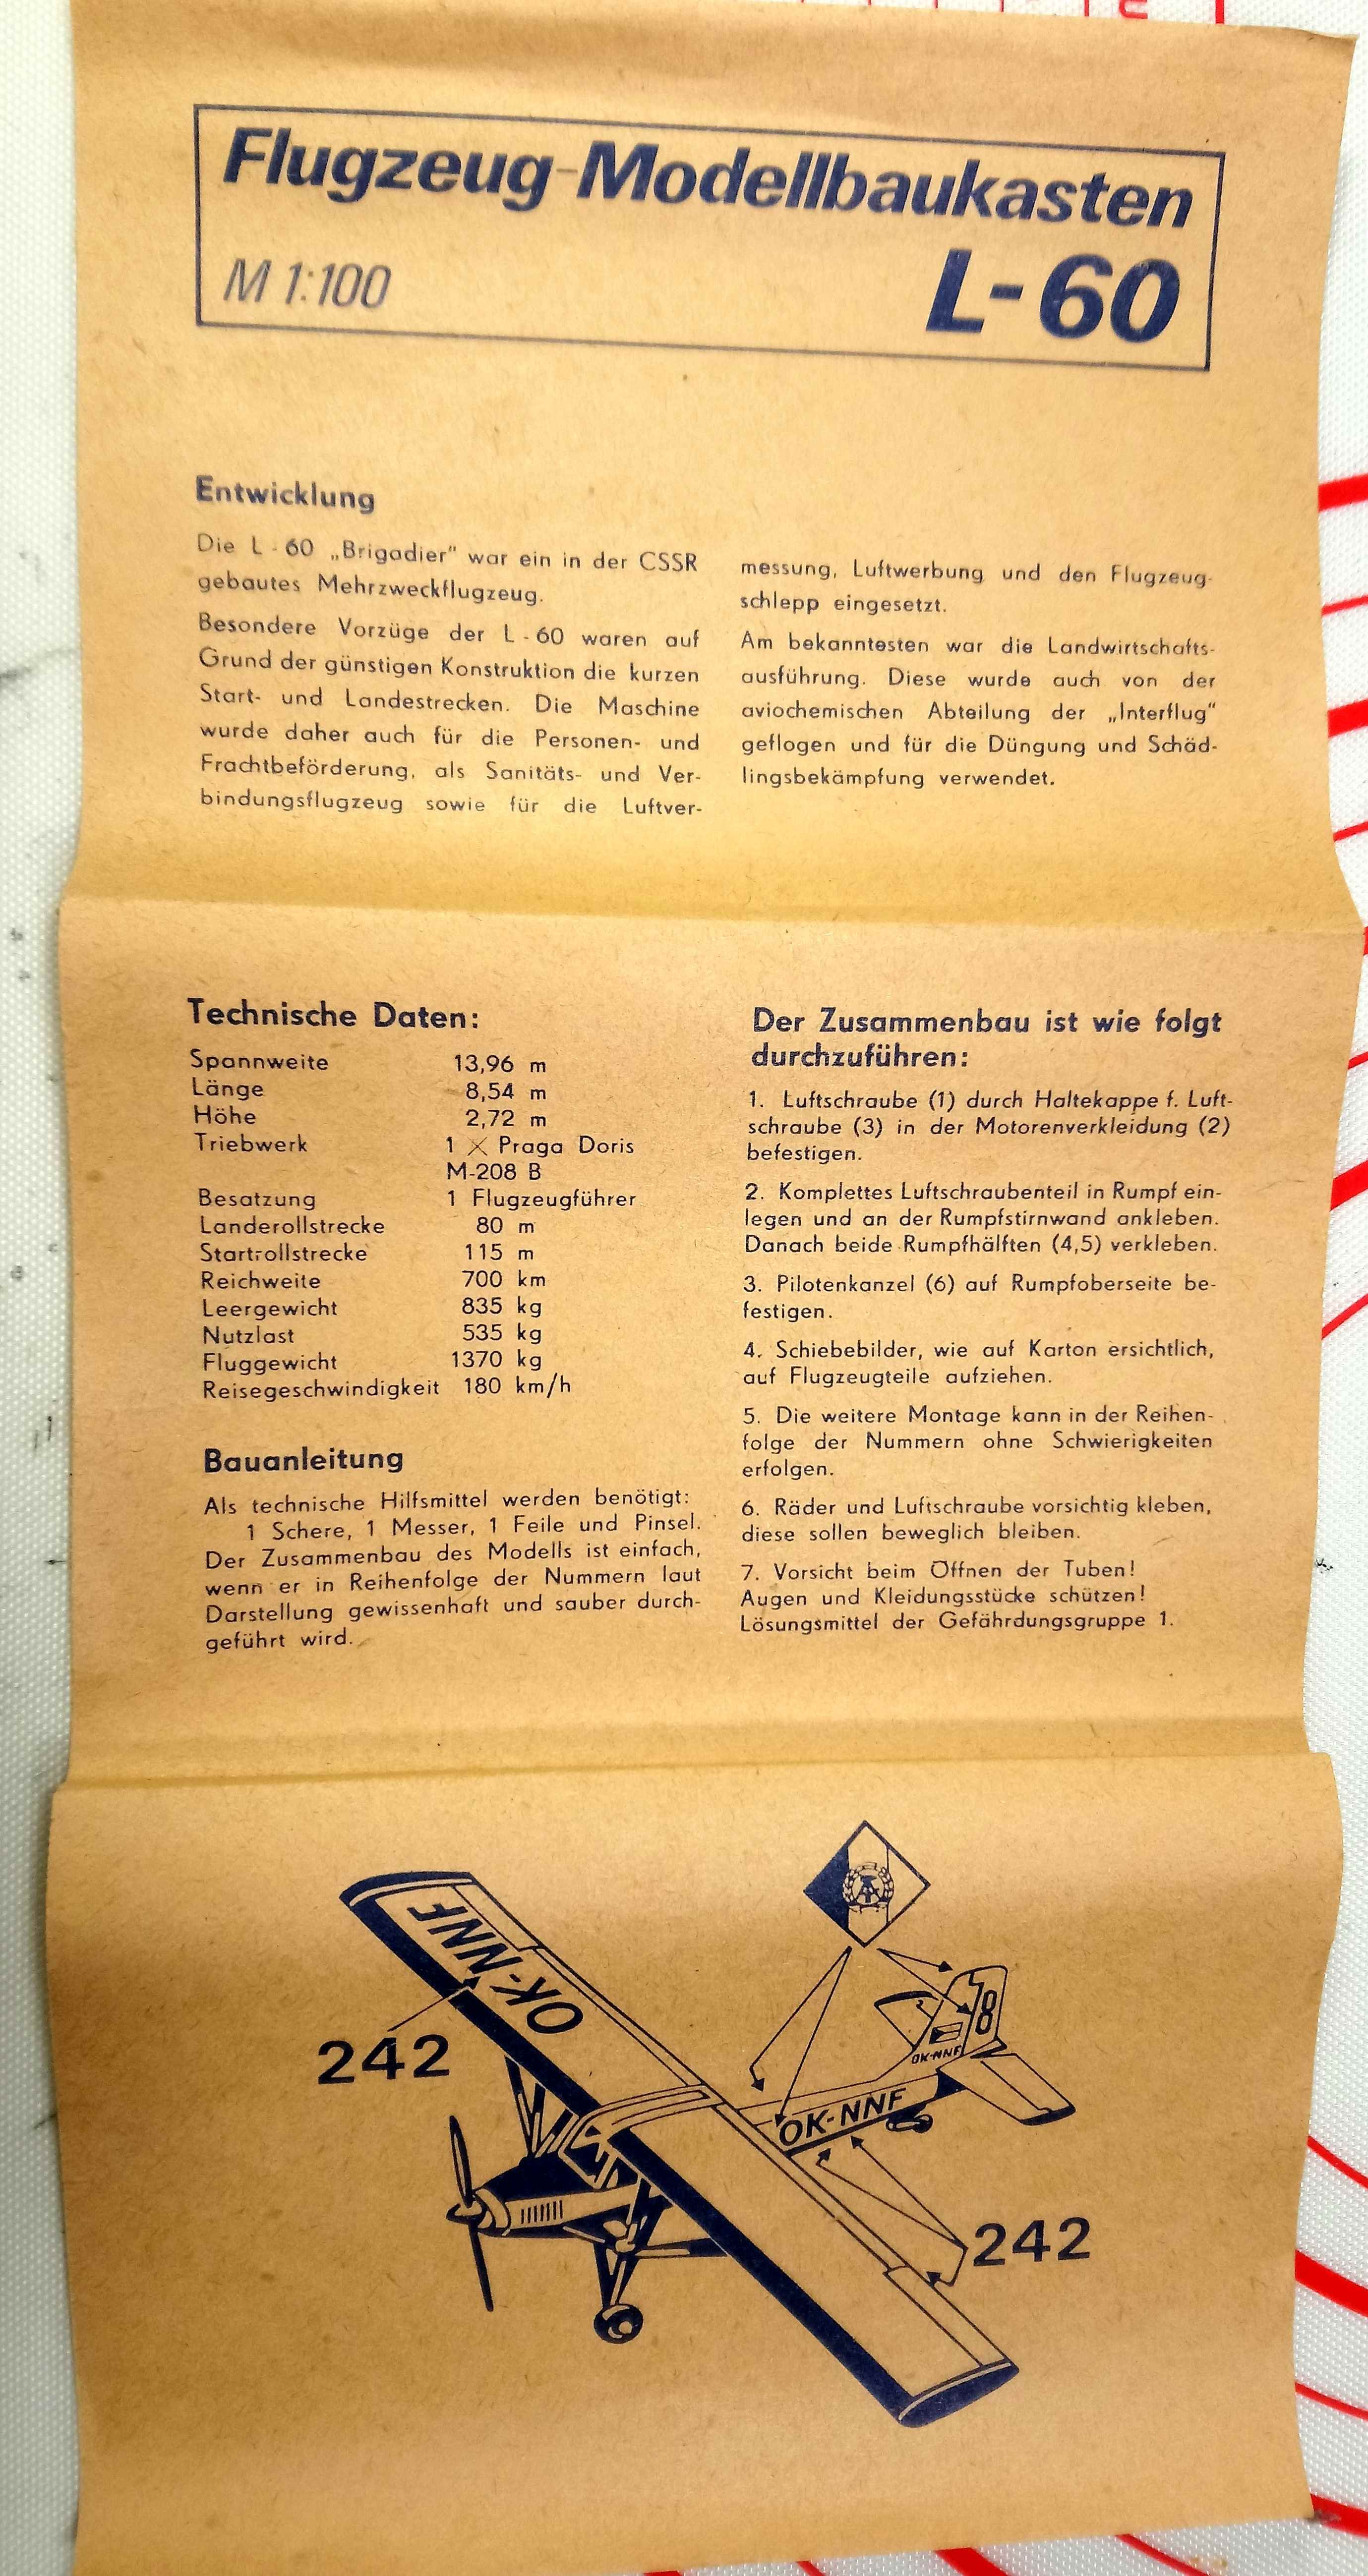 Flugzeug-Modellbaukasten
M 1:100
L-60
Entwicklung
Die L-60 „Brigadier“ war ein in der CSSR
gebautes Mehrzweckflugzeug.
Besondere Vorzüge der L-60 waren auf
Grund der günstigen Konstruktion die kurzen
Start- und Landestrecken. Die Maschine
wurde daher auch für die Personen- und
Frachtbeförderung, als Sanitäts- und Ver-
bindungsflugzeug sowie für die Luftver-
messung, Luftwerbung und den Flugzeug-
schlepp eingesetzt.
Am bekanntesten war die Landwirtschafts-
ausführung. Diese wurde auch von der
aviochemischen Abteilung der „Interflug“
geflogen und für die Düngung und Schäd-
lingsbekämpfung verwendet.
Technische Daten:
Spannweite 13,96 m
Länge 8,54 m
Höhe 2,72 m
Triebwerk 1 × Praga Doris
M-208 B
Besatzung 1 Flugzeugführer
Landerollstrecke 80 m
Startrollstrecke 115 m
Reichweite 700 km
Leergewicht 835 kg
Nutzlast 535 kg
Fluggewicht 1370 kg
Reisegeschwindigkeit 180 km/h
Bauanleitung
Als technische Hilfsmittel werden benötigt:
1 Schere, 1 Messer, 1 Feile und Pinsel.
Der Zusammenbau des Modells ist einfach,
wenn er in Reihenfolge der Nummern laut
Darstellung gewissenhaft und sauber durch-
geführt wird.
Der Zusammenbau ist wie folgt
durchzuführen:
1. Luftschraube (1) durch Haltekappe f. Luft-
schraube (3) in der Motorenverkleidung (2)
befestigen.
2. Komplettes Luftschraubenteil in Rumpf ein-
legen und an der Rumpfstirnwand ankleben.
Danach beide Rumpfhälften (4,5) verkleben.
3. Pilotenkanzel (6) auf Rumpfoberseite be-
festigen.
4. Schiebebilder, wie auf Karton ersichtlich,
auf Flugzeugteile aufziehen.
5. Die weitere Montage kann in der Reihen-
folge der Nummern ohne Schwierigkeiten
erfolgen.
6. Räder und Luftschraube vorsichtig kleben,
diese sollen beweglich bleiben.
7. Vorsicht beim Öffnen der Tuben!
Augen und Kleidungsstücke schützen!
Lösungsmittel der Gefährdungsgruppe 1.
OK-NNF
242
8
OK-NNF
OK-NNF
242